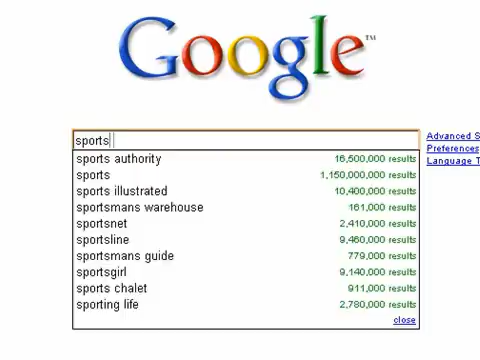 Google™
sports
Advanced S
Preferences
Language T
sports authority 16,500,000 results
sports 1,150,000,000 results
sports illustrated 10,400,000 results
sportsmans warehouse 161,000 results
sportsnet 2,410,000 results
sportsline 9,460,000 results
sportsmans guide 779,000 results
sportsgirl 9,140,000 results
sports chalet 911,000 results
sporting life 2,780,000 results
close